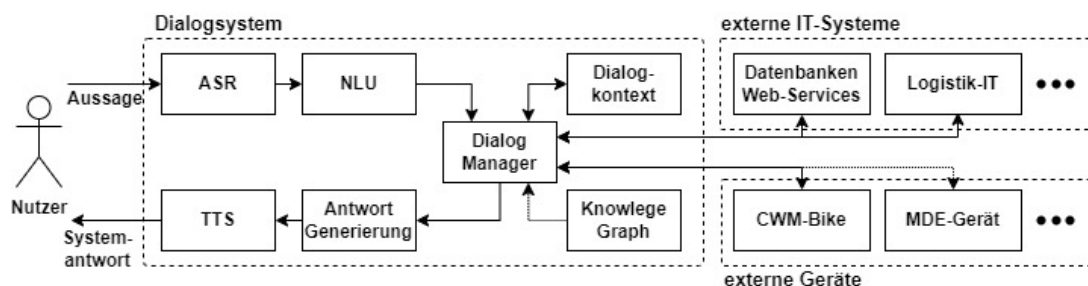 Dialogsystem
externe IT-Systeme
Aussage
ASR
NLU
Dialog-
kontext
Datenbanken
Web-Services
Logistik-IT
Dialog
Manager
Nutzer
System-
antwort
TTS
Antwort
Generierung
Knowlege
Graph
CWM-Bike
MDE-Gerät
externe Geräte